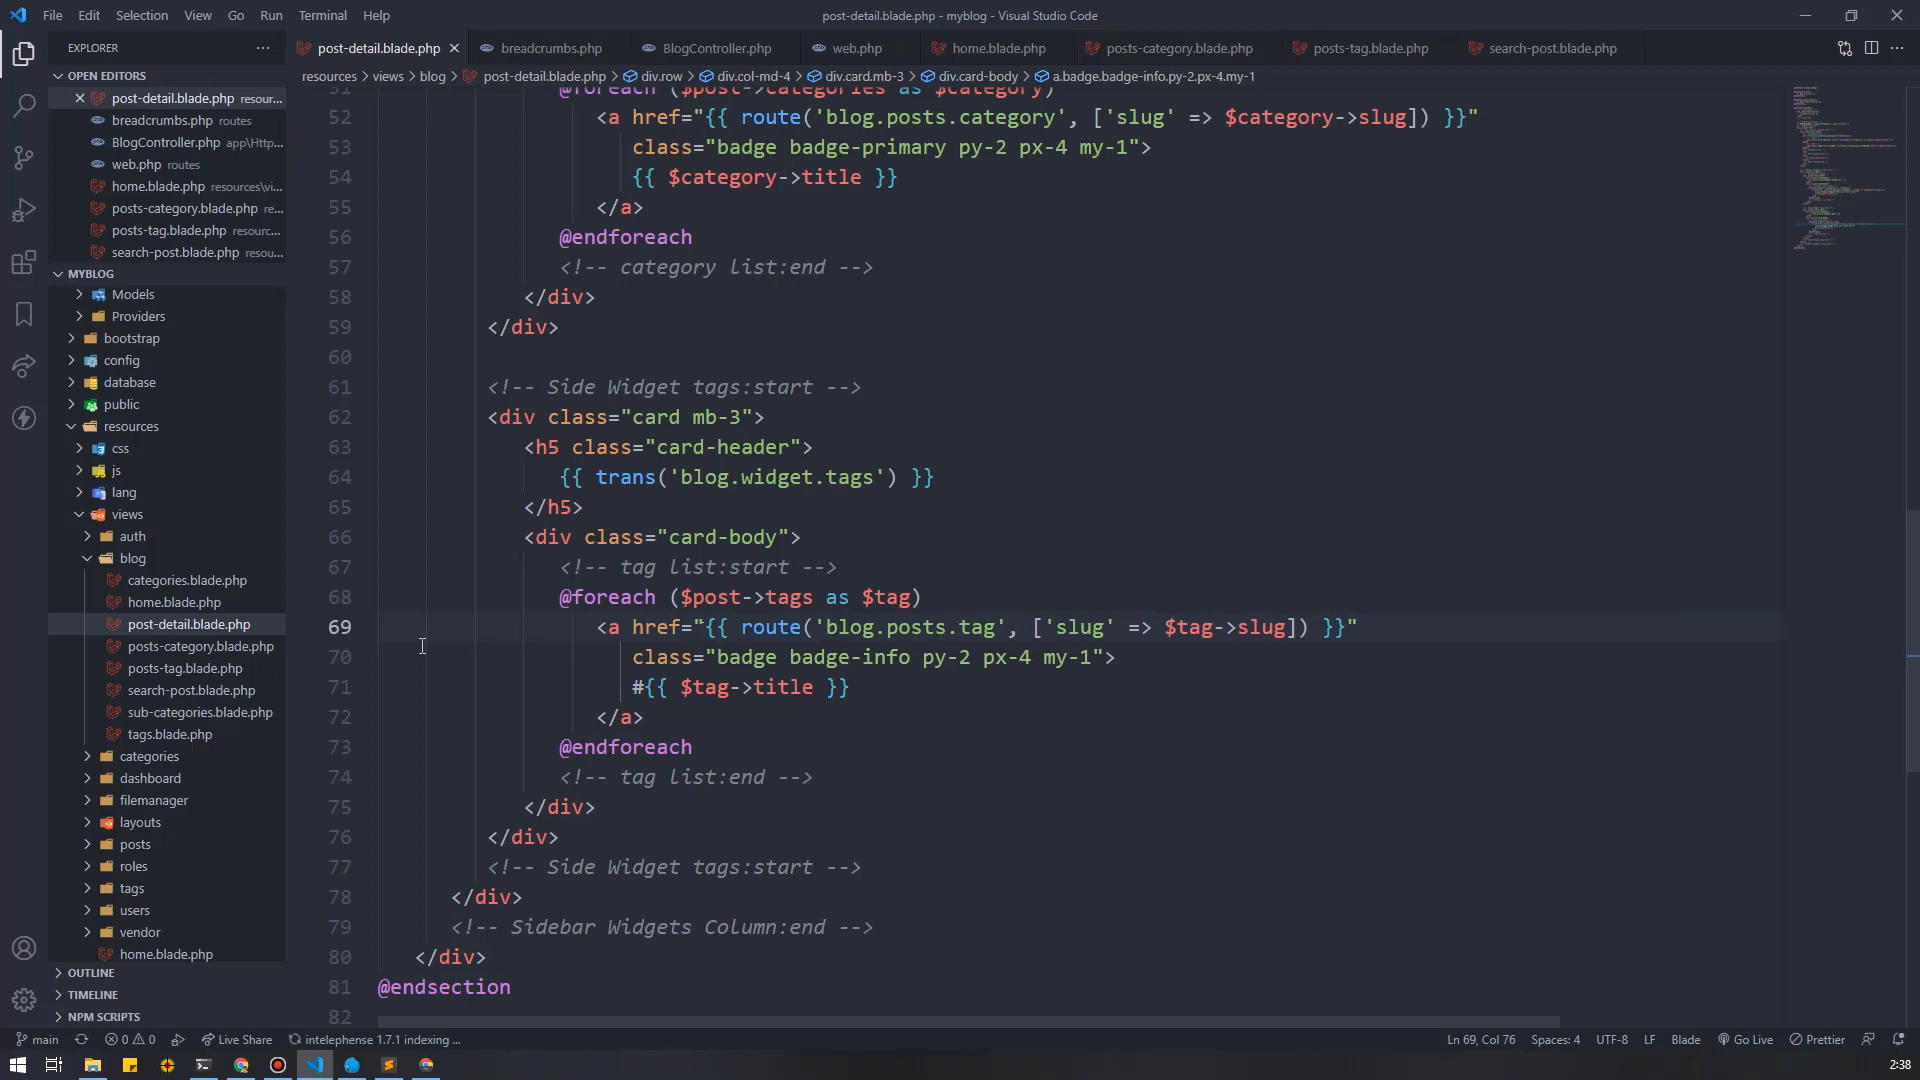 File Edit Selection View Go Run Terminal Help
post-detail.blade.php - myblog - Visual Studio Code
EXPLORER
post-detail.blade.php
breadcrumbs.php
BlogController.php
web.php
home.blade.php
posts-category.blade.php
posts-tag.blade.php
search-post.blade.php
resources > views > blog > post-detail.blade.php > div.row > div.col-md-4 > div.card.mb-3 > div.card-body > a.badge.badge-info.py-2.px-4.my-1
OPEN EDITORS
post-detail.blade.php resour...
breadcrumbs.php routes
BlogController.php app\Http...
web.php routes
home.blade.php resources\vi...
posts-category.blade.php re...
posts-tag.blade.php resourc...
search-post.blade.php resou...
MYBLOG
Models
Providers
bootstrap
config
database
public
resources
css
js
lang
views
auth
blog
categories.blade.php
home.blade.php
post-detail.blade.php
posts-category.blade.php
posts-tag.blade.php
search-post.blade.php
sub-categories.blade.php
tags.blade.php
categories
dashboard
filemanager
layouts
posts
roles
tags
users
vendor
home.blade.php
OUTLINE
TIMELINE
NPM SCRIPTS
51 @foreach ($post->categories as $category)
52 <a href="{{ route('blog.posts.category', ['slug' => $category->slug]) }}"
53 class="badge badge-primary py-2 px-4 my-1">
54 {{ $category->title }}
55 </a>
56 @endforeach
57 <!-- category list:end -->
58 </div>
59 </div>
60
61 <!-- Side Widget tags:start -->
62 <div class="card mb-3">
63 <h5 class="card-header">
64 {{ trans('blog.widget.tags') }}
65 </h5>
66 <div class="card-body">
67 <!-- tag list:start -->
68 @foreach ($post->tags as $tag)
69 <a href="{{ route('blog.posts.tag', ['slug' => $tag->slug]) }}"
70 class="badge badge-info py-2 px-4 my-1">
71 #{{ $tag->title }}
72 </a>
73 @endforeach
74 <!-- tag list:end -->
75 </div>
76 </div>
77 <!-- Side Widget tags:start -->
78 </div>
79 <!-- Sidebar Widgets Column:end -->
80 </div>
81 @endsection
82
main 0 0 Live Share intelephense 1.7.1 indexing ... Ln 69, Col 76 Spaces: 4 UTF-8 LF Blade Go Live Prettier
2:38